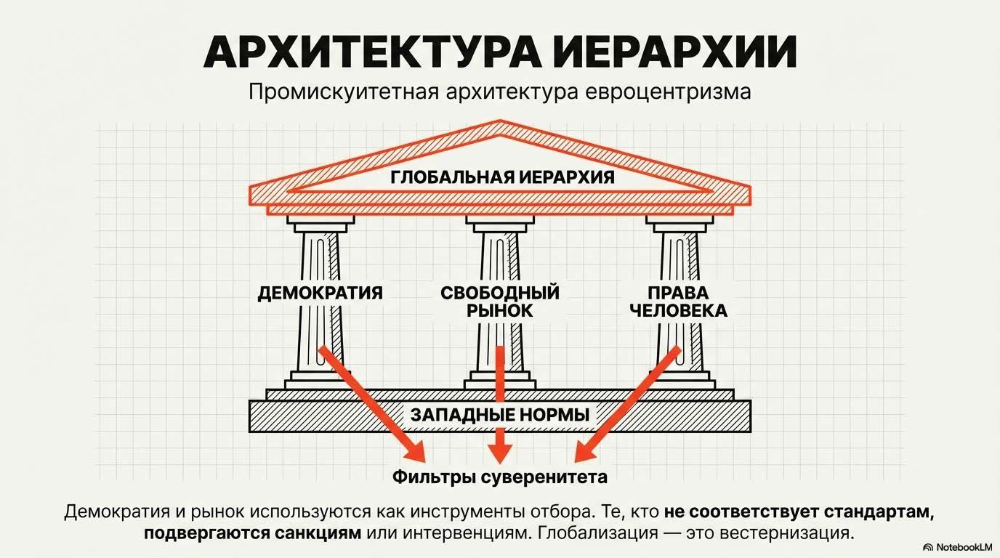 АРХИТЕКТУРА ИЕРАРХИИ
Промискуитетная архитектура евроцентризма
ГЛОБАЛЬНАЯ ИЕРАРХИЯ
ДЕМОКРАТИЯ
СВОБОДНЫЙ
РЫНОК
ПРАВА
ЧЕЛОВЕКА
ЗАПАДНЫЕ НОРМЫ
Фильтры суверенитета
Демократия и рынок используются как инструменты отбора. Те, кто не соответствует стандартам,
подвергаются санкциям или интервенциям. Глобализация — это вестернизация.
NotebookLM